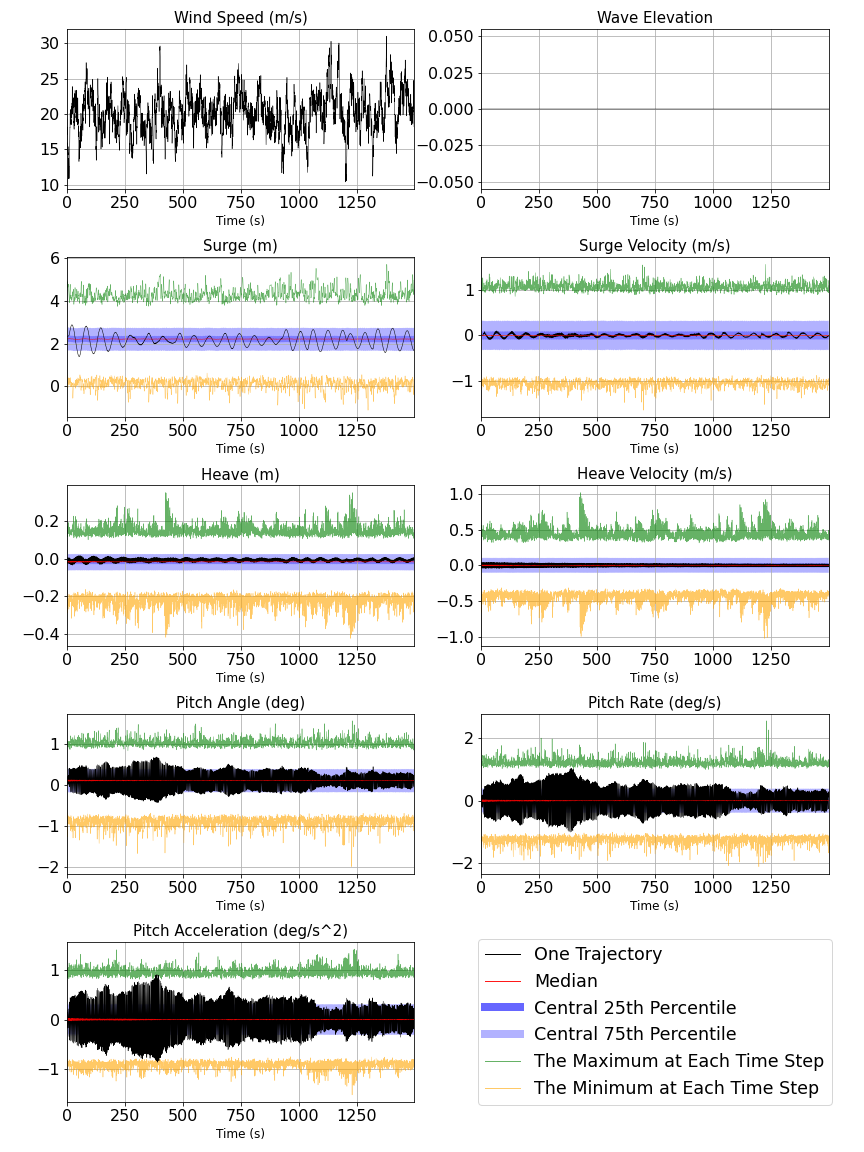 Wind Speed (m/s)
Wave Elevation
30
25
20
15
10
0 250 500 750 1000 1250
Time (s)
0.050
0.025
0.000
−0.025
−0.050
0 250 500 750 1000 1250
Time (s)
Surge (m)
Surge Velocity (m/s)
6
4
2
0
0 250 500 750 1000 1250
Time (s)
1
0
−1
0 250 500 750 1000 1250
Time (s)
Heave (m)
Heave Velocity (m/s)
0.2
0.0
−0.2
−0.4
0 250 500 750 1000 1250
Time (s)
1.0
0.5
0.0
−0.5
−1.0
0 250 500 750 1000 1250
Time (s)
Pitch Angle (deg)
Pitch Rate (deg/s)
1
0
−1
−2
0 250 500 750 1000 1250
Time (s)
2
0
−2
0 250 500 750 1000 1250
Time (s)
Pitch Acceleration (deg/s^2)
1
0
−1
0 250 500 750 1000 1250
Time (s)
One Trajectory
Median
Central 25th Percentile
Central 75th Percentile
The Maximum at Each Time Step
The Minimum at Each Time Step